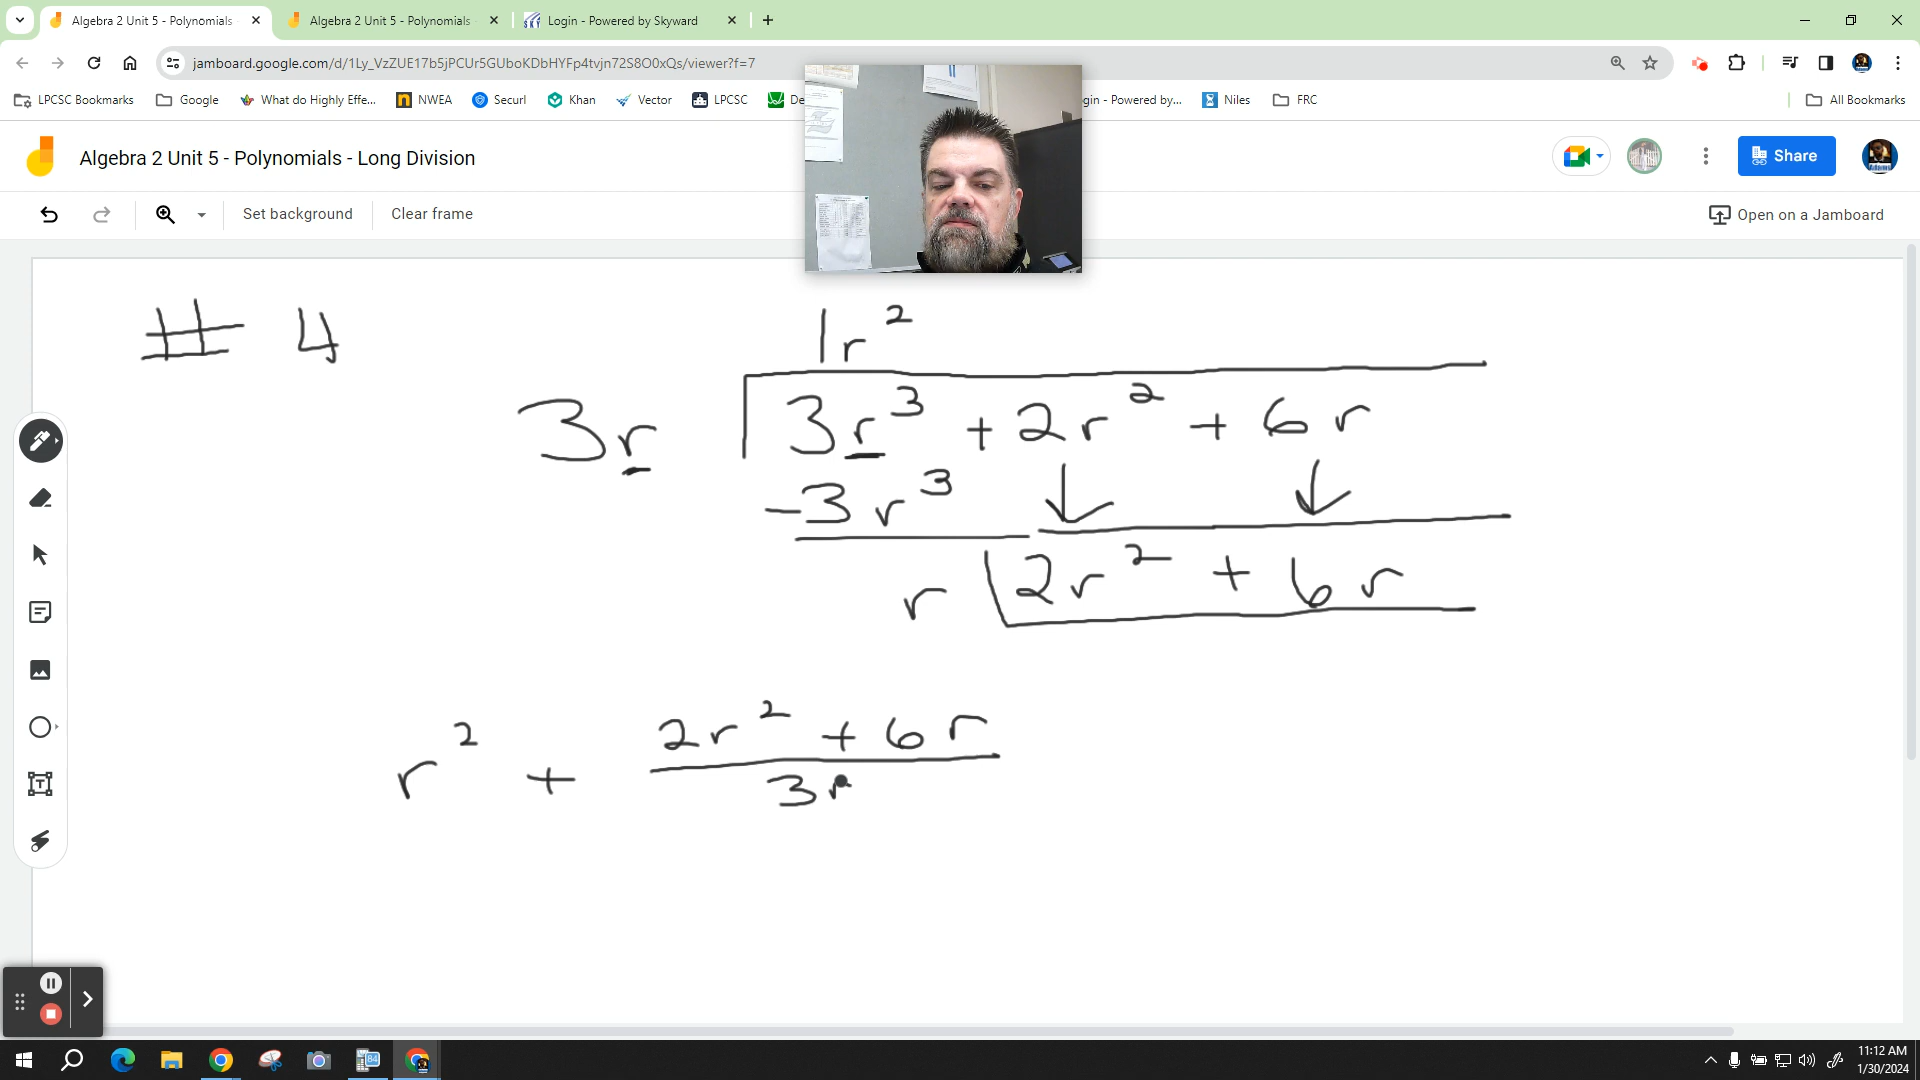 Algebra 2 Unit 5 - Polynomials
Algebra 2 Unit 5 - Polynomials
Login - Powered by Skyward
jamboard.google.com/d/1Ly_VzZUE17b5jPCUr5GUboKDbHYFp4tvjn72S8O0xQs/viewer?f=7
LPCSC Bookmarks
Google
What do Highly Effe...
NWEA
Securl
Khan
Vector
LPCSC
De
gin - Powered by...
Niles
FRC
All Bookmarks
Algebra 2 Unit 5 - Polynomials - Long Division
Share
Set background
Clear frame
Open on a Jamboard
# 4
1r²
3r 3r³ + 2r² + 6r
-3r³
r 2r² + 6r
r² + 2r² + 6r
3r
84
11:12 AM
1/30/2024